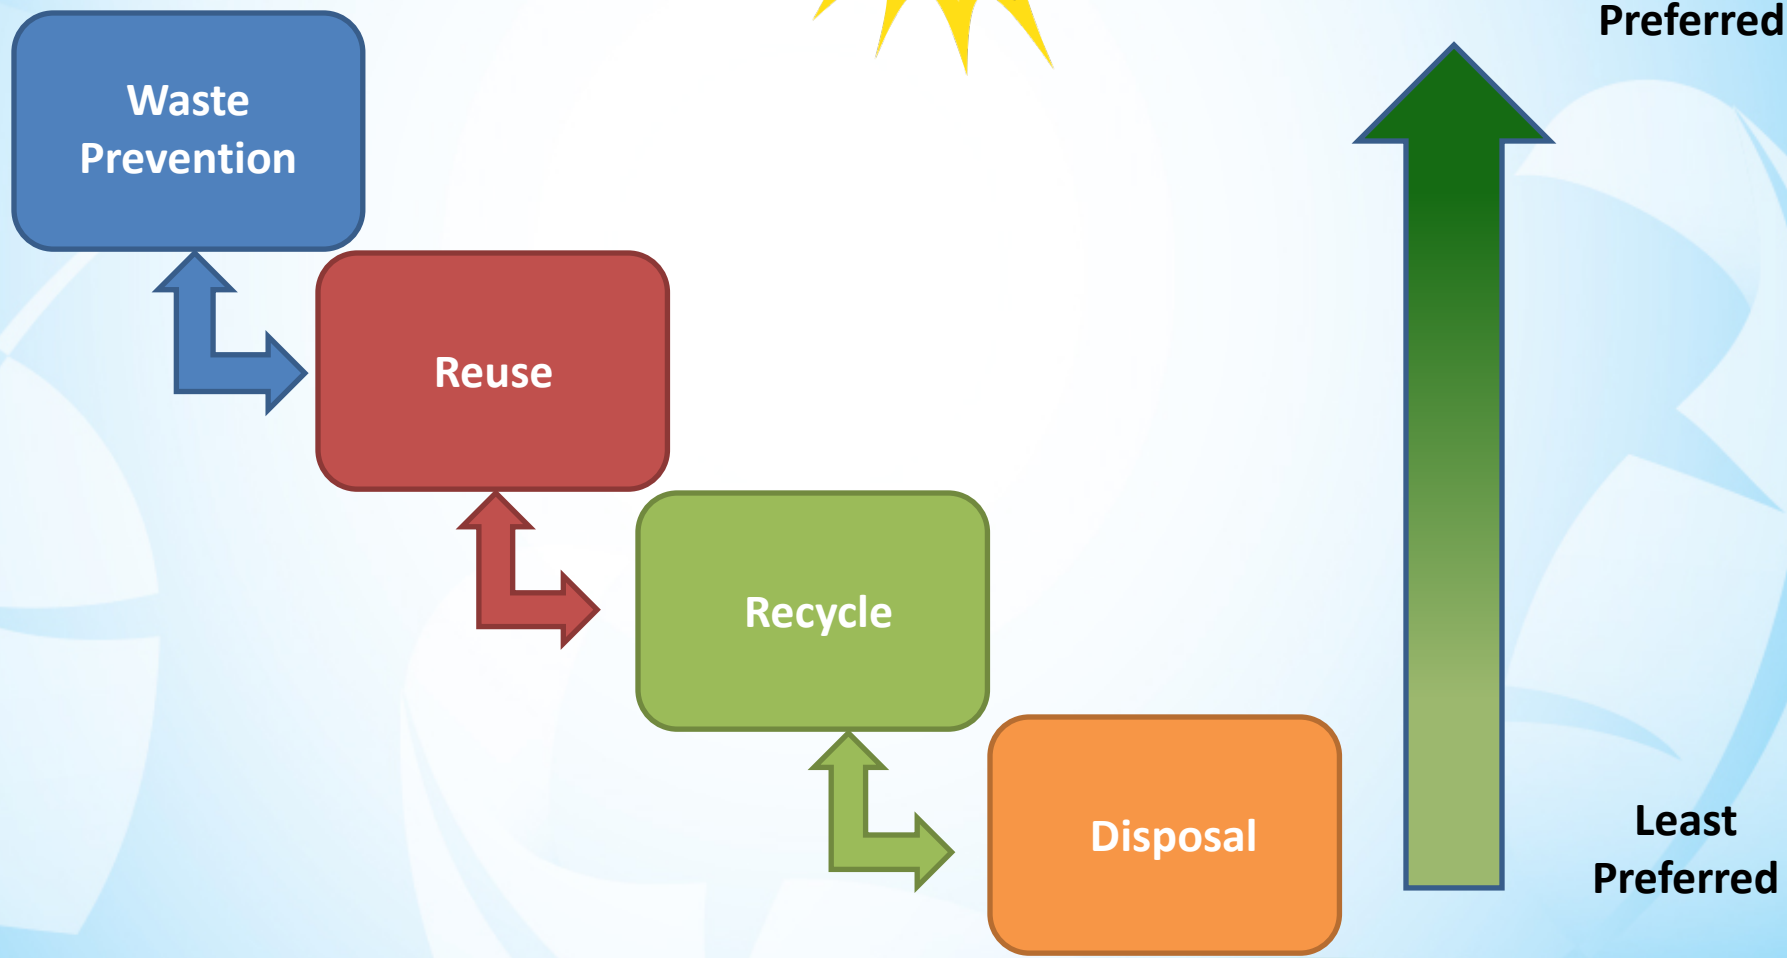 Preferred
Waste
Prevention
Reuse
Recycle
Disposal
Least
Preferred